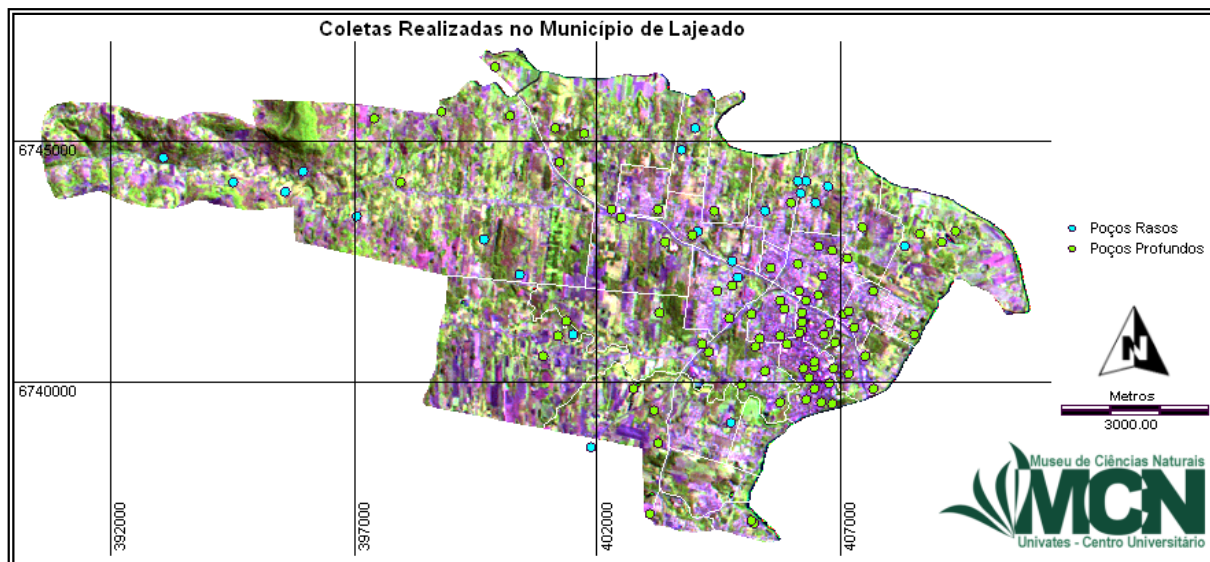 Coletas Realizadas no Município de Lajeado
6745000
6740000
392000
397000
402000
407000
Poços Rasos
Poços Profundos
N
Metros
3000.00
Museu de Ciências Naturais
MCN
Univates - Centro Universitário